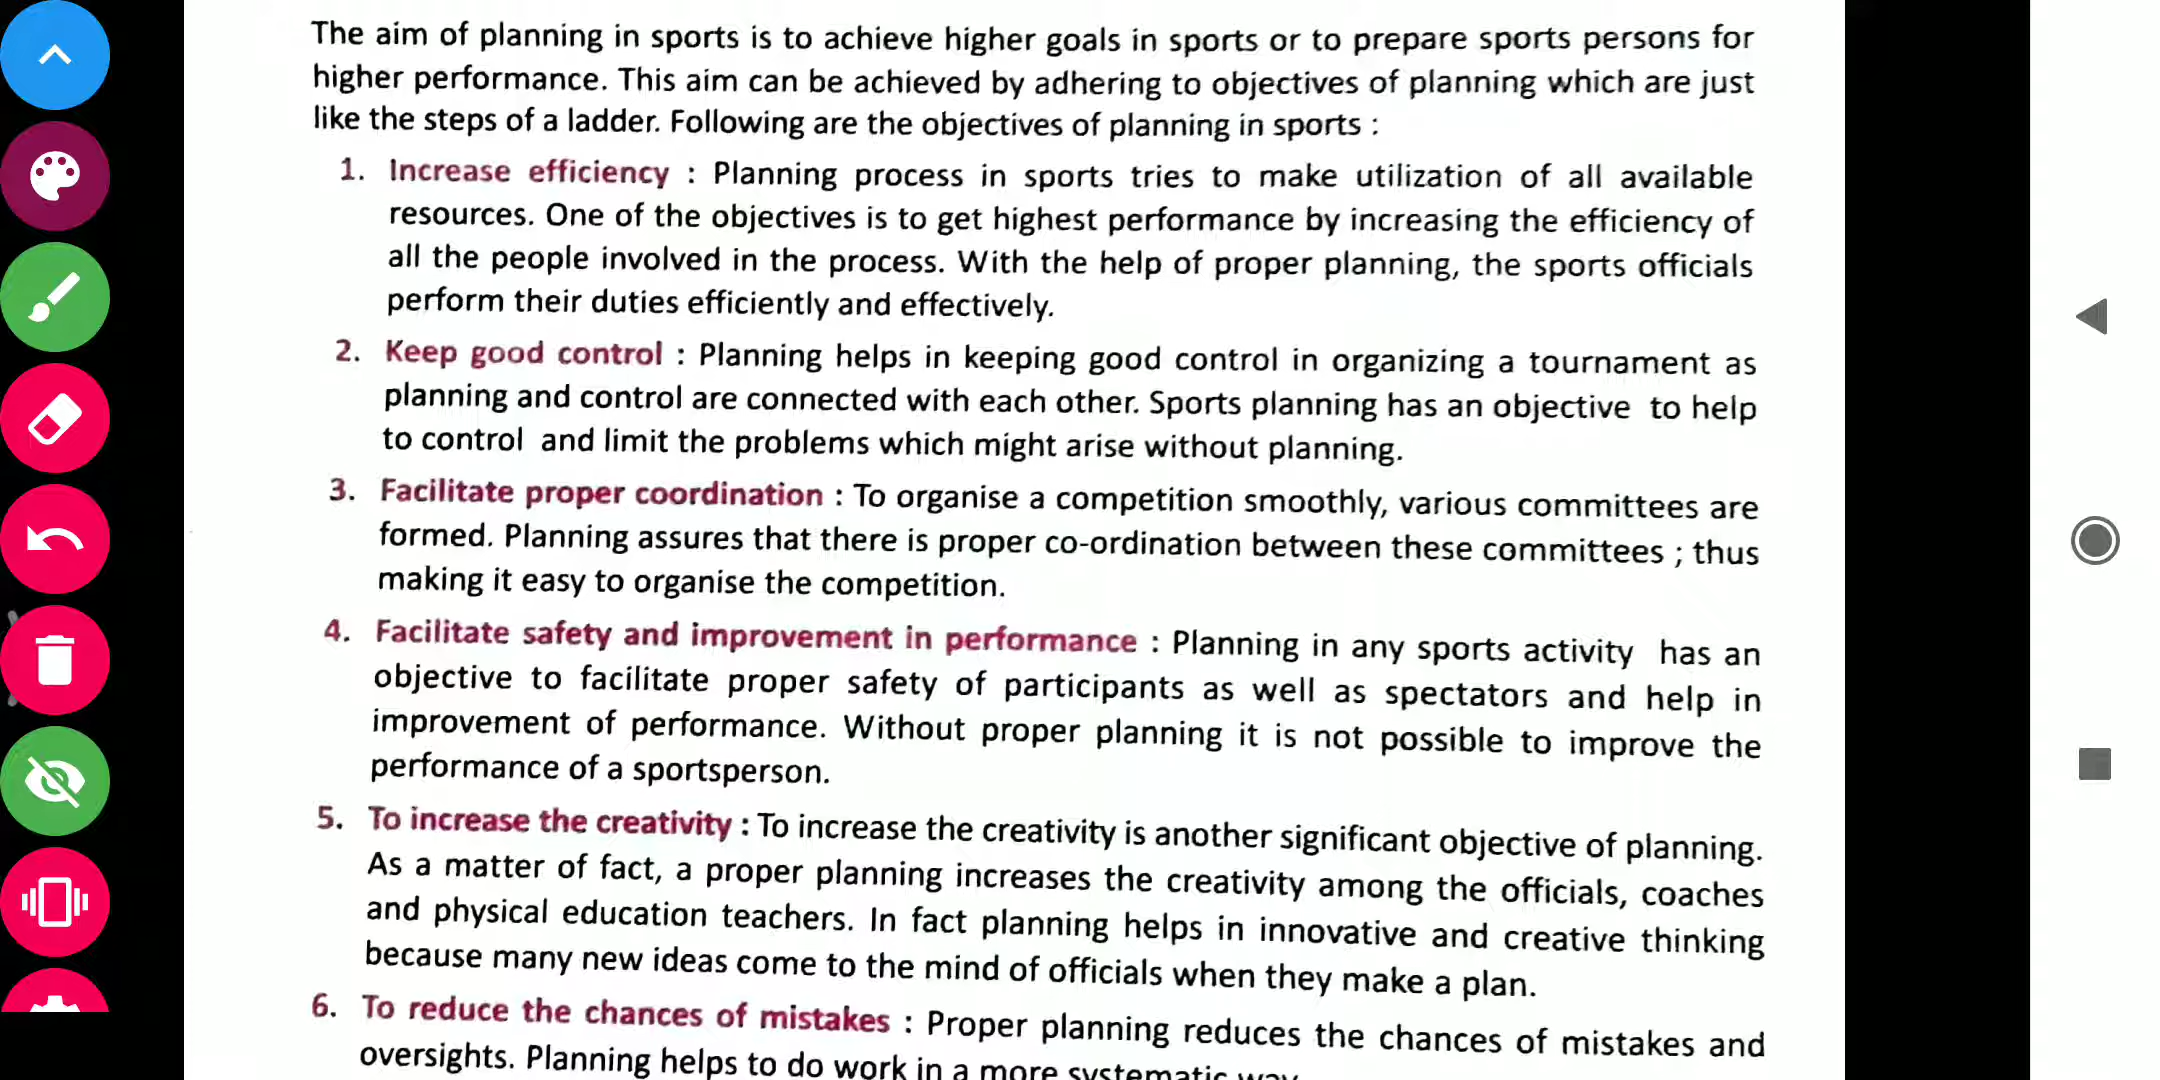 The aim of planning in sports is to achieve higher goals in sports or to prepare sports persons for
higher performance. This aim can be achieved by adhering to objectives of planning which are just
like the steps of a ladder. Following are the objectives of planning in sports :
1. Increase efficiency : Planning process in sports tries to make utilization of all available
resources. One of the objectives is to get highest performance by increasing the efficiency of
all the people involved in the process. With the help of proper planning, the sports officials
perform their duties efficiently and effectively.
2. Keep good control : Planning helps in keeping good control in organizing a tournament as
planning and control are connected with each other. Sports planning has an objective to help
to control and limit the problems which might arise without planning.
3. Facilitate proper coordination : To organise a competition smoothly, various committees are
formed. Planning assures that there is proper co-ordination between these committees ; thus
making it easy to organise the competition.
4. Facilitate safety and improvement in performance : Planning in any sports activity has an
objective to facilitate proper safety of participants as well as spectators and help in
improvement of performance. Without proper planning it is not possible to improve the
performance of a sportsperson.
5. To increase the creativity : To increase the creativity is another significant objective of planning.
As a matter of fact, a proper planning increases the creativity among the officials, coaches
and physical education teachers. In fact planning helps in innovative and creative thinking
because many new ideas come to the mind of officials when they make a plan.
6. To reduce the chances of mistakes : Proper planning reduces the chances of mistakes and
oversights. Planning helps to do work in a more systematic way.